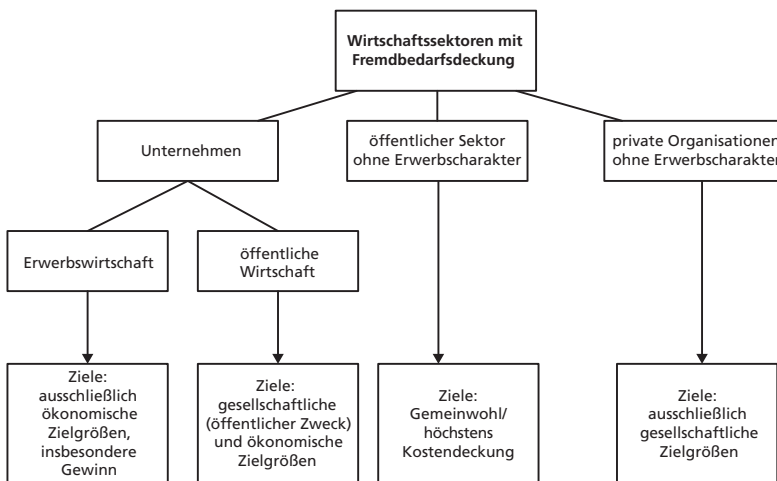 Wirtschaftssektoren mit
Fremdbedarfsdeckung
Unternehmen
öffentlicher Sektor
ohne Erwerbscharakter
private Organisationen
ohne Erwerbscharakter
Erwerbswirtschaft
öffentliche
Wirtschaft
Ziele:
ausschließlich
ökonomische
Zielgrößen,
insbesondere
Gewinn
Ziele:
gesellschaftliche
(öffentlicher Zweck)
und ökonomische
Zielgrößen
Ziele:
Gemeinwohl/
höchstens
Kostendeckung
Ziele:
ausschließlich
gesellschaftliche
Zielgrößen